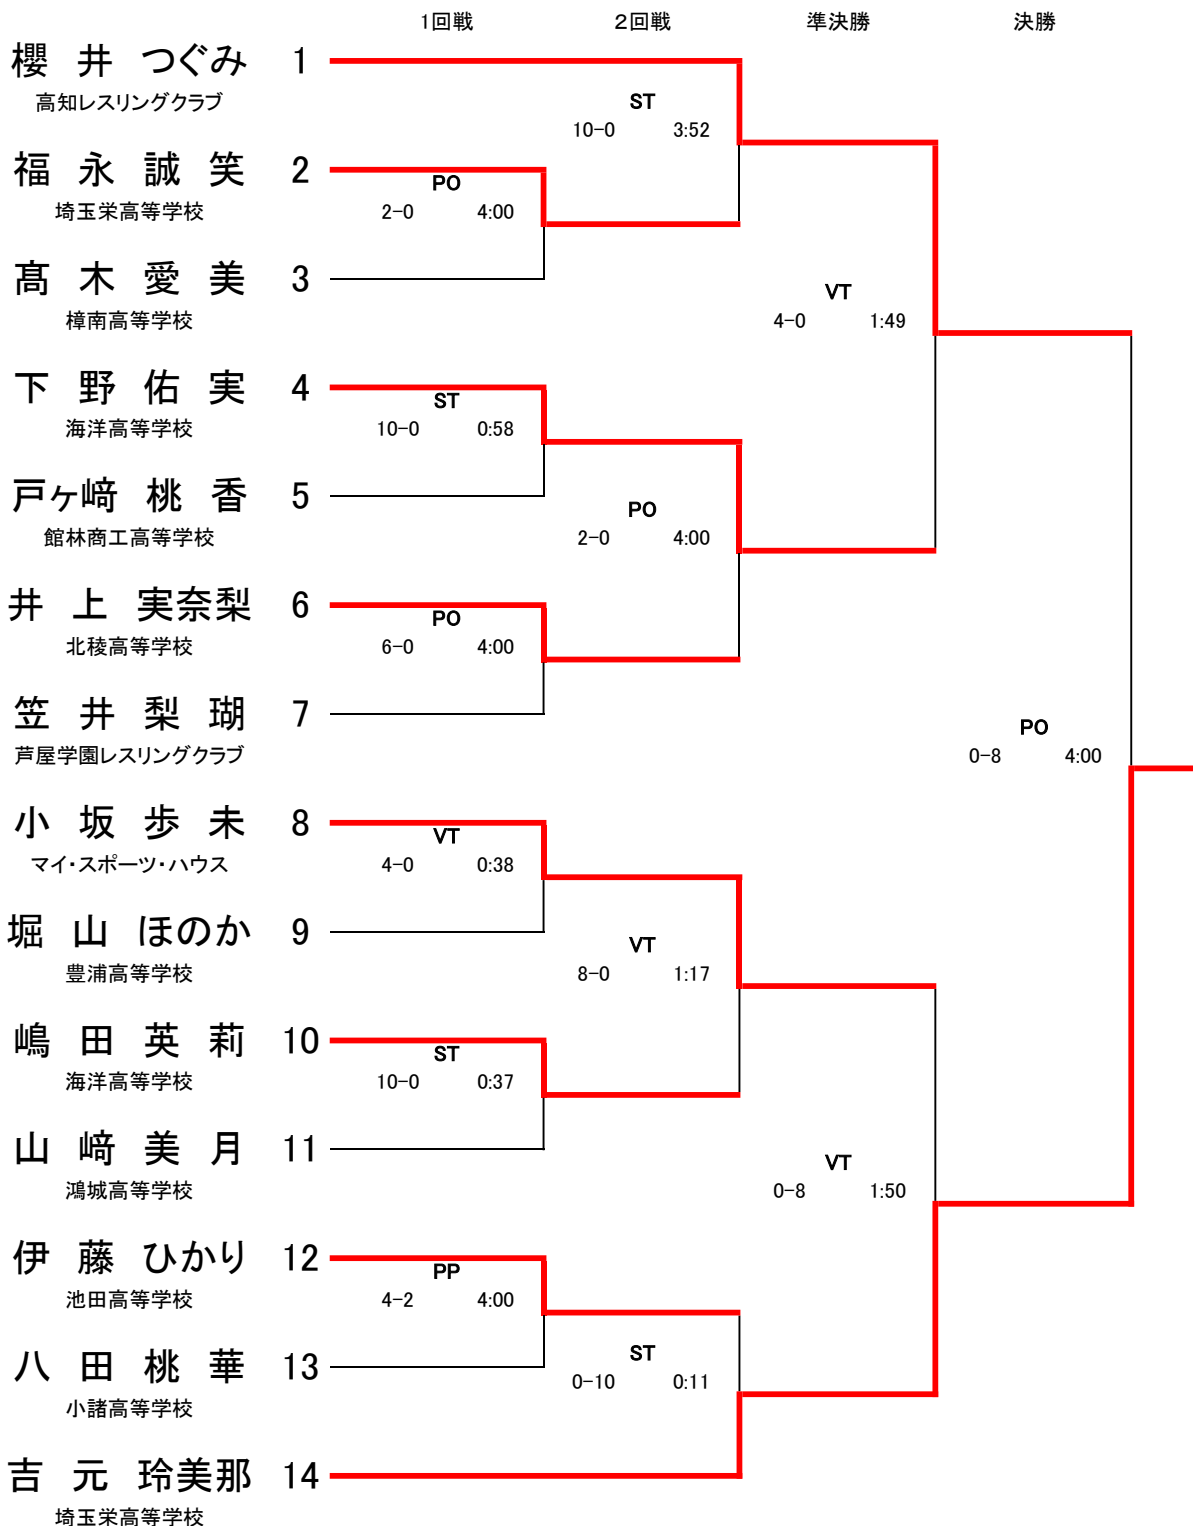 1回戦 2回戦 準決勝 決勝
櫻 井 つぐみ 1
高知レスリングクラブ
ST
10-0 3:52
福 永 誠 笑 2
埼玉栄高等学校
PO
2-0 4:00
髙 木 愛 美 3
樟南高等学校
VT
4-0 1:49
下 野 佑 実 4
海洋高等学校
ST
10-0 0:58
戸ヶ﨑 桃 香 5
館林商工高等学校
PO
2-0 4:00
井 上 実奈梨 6
北稜高等学校
PO
6-0 4:00
笠 井 梨 瑚 7
芦屋学園レスリングクラブ
PO
0-8 4:00
小 坂 歩 未 8
マイ・スポーツ・ハウス
VT
4-0 0:38
堀 山 ほのか 9
豊浦高等学校
VT
8-0 1:17
嶋 田 英 莉 10
海洋高等学校
ST
10-0 0:37
山 﨑 美 月 11
鴻城高等学校
VT
0-8 1:50
伊 藤 ひかり 12
池田高等学校
PP
4-2 4:00
八 田 桃 華 13
小諸高等学校
ST
0-10 0:11
吉 元 玲美那 14
埼玉栄高等学校